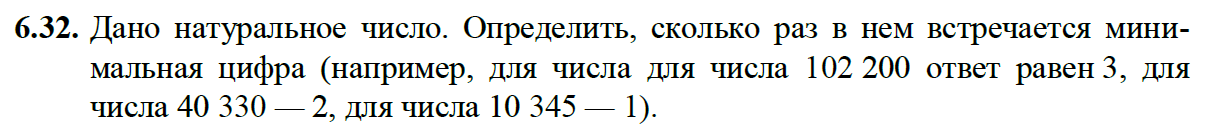 6.32. Дано натуральное число. Определить, сколько раз в нем встречается мини-
мальная цифра (например, для числа для числа 102 200 ответ равен 3, для
числа 40 330 — 2, для числа 10 345 — 1).